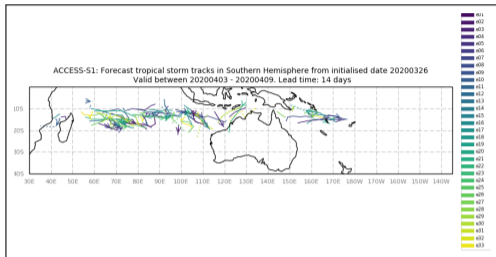 ACCESS-S1: Forecast tropical storm tracks in Southern Hemisphere from initialised date 20200326
Valid between 20200403 - 20200409. Lead time: 14 days
10S
20S
30S
40S
30E 40E 50E 60E 70E 80E 90E 100E 110E 120E 130E 140E 150E 160E 170E 180W 170W 160W 150W 140W
e01
e02
e03
e04
e05
e06
e07
e08
e09
e10
e11
e12
e13
e14
e15
e16
e17
e18
e19
e20
e21
e22
e23
e24
e25
e26
e27
e28
e29
e30
e31
e32
e33